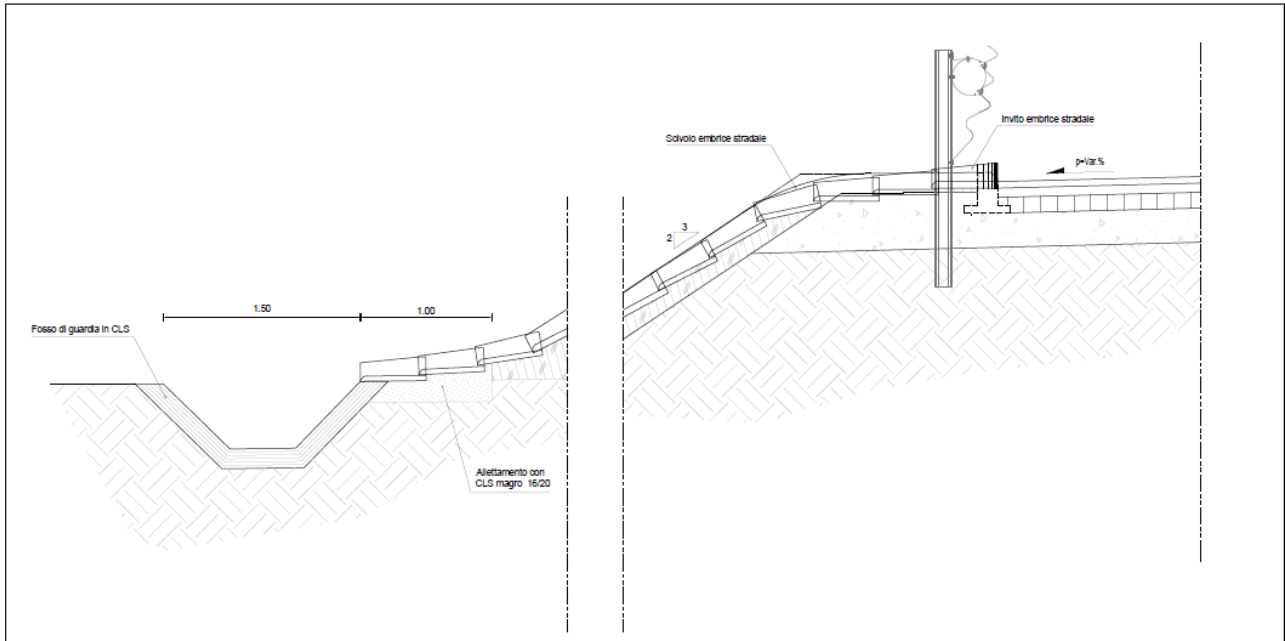 Scivolo embrice stradale
Invito embrice stradale
p=Var.%
3
2
1.50
1.00
Fosso di guardia in CLS
Allettamento con
CLS magro 16/20